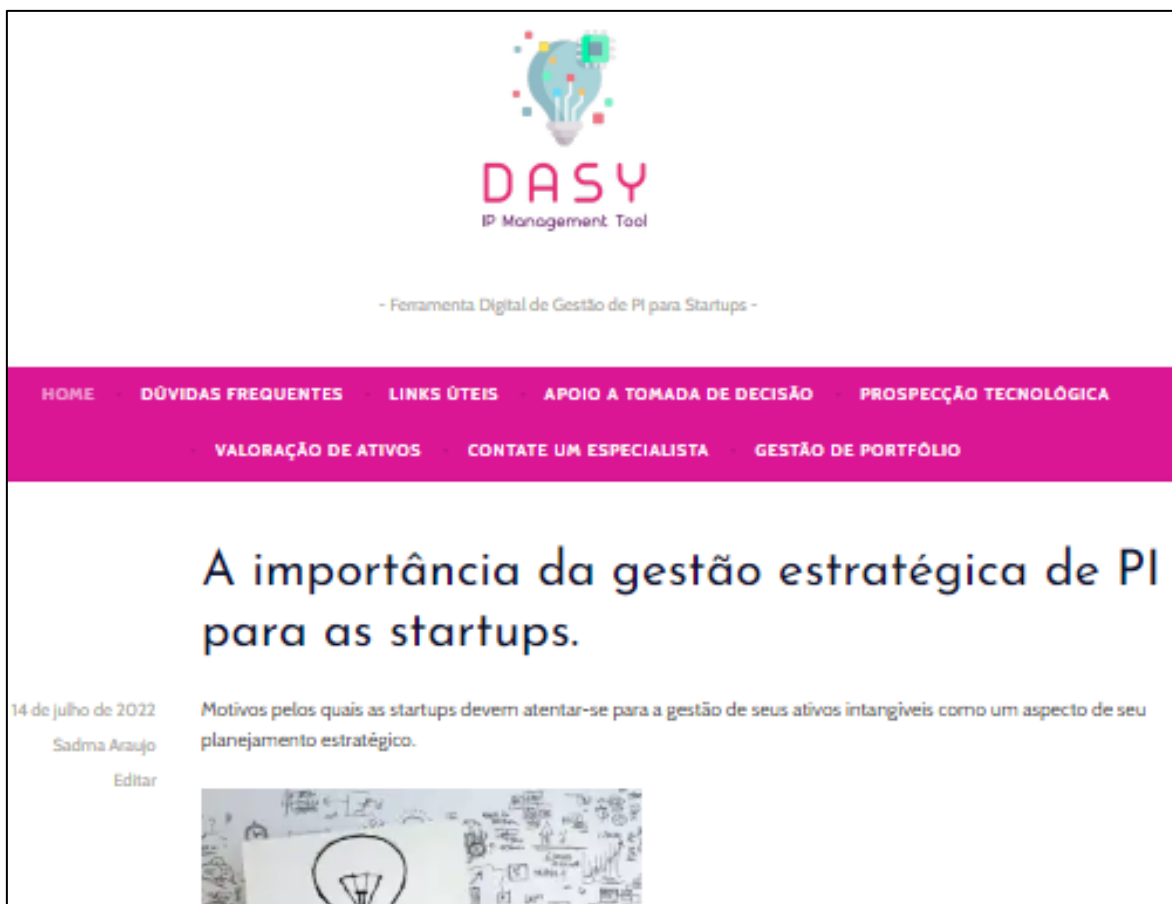 DASY
IP Management Tool
- Ferramenta Digital de Gestão de PI para Startups -
HOME DÚVIDAS FREQUENTES LINKS ÚTEIS APOIO A TOMADA DE DECISÃO PROSPECÇÃO TECNOLÓGICA
VALORAÇÃO DE ATIVOS CONTATE UM ESPECIALISTA GESTÃO DE PORTFÓLIO
A importância da gestão estratégica de PI
para as startups.
14 de julho de 2022
Sadma Araujo
Editar
Motivos pelos quais as startups devem atentar-se para a gestão de seus ativos intangíveis como um aspecto de seu
planejamento estratégico.